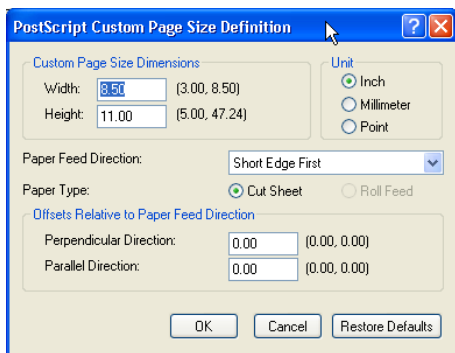 PostScript Custom Page Size Definition
Custom Page Size Dimensions
Unit
Width: 8.50 (3.00, 8.50)
Inch
Height: 11.00 (5.00, 47.24)
Millimeter
Point
Paper Feed Direction: Short Edge First
Paper Type: Cut Sheet Roll Feed
Offsets Relative to Paper Feed Direction
Perpendicular Direction: 0.00 (0.00, 0.00)
Parallel Direction: 0.00 (0.00, 0.00)
OK Cancel Restore Defaults